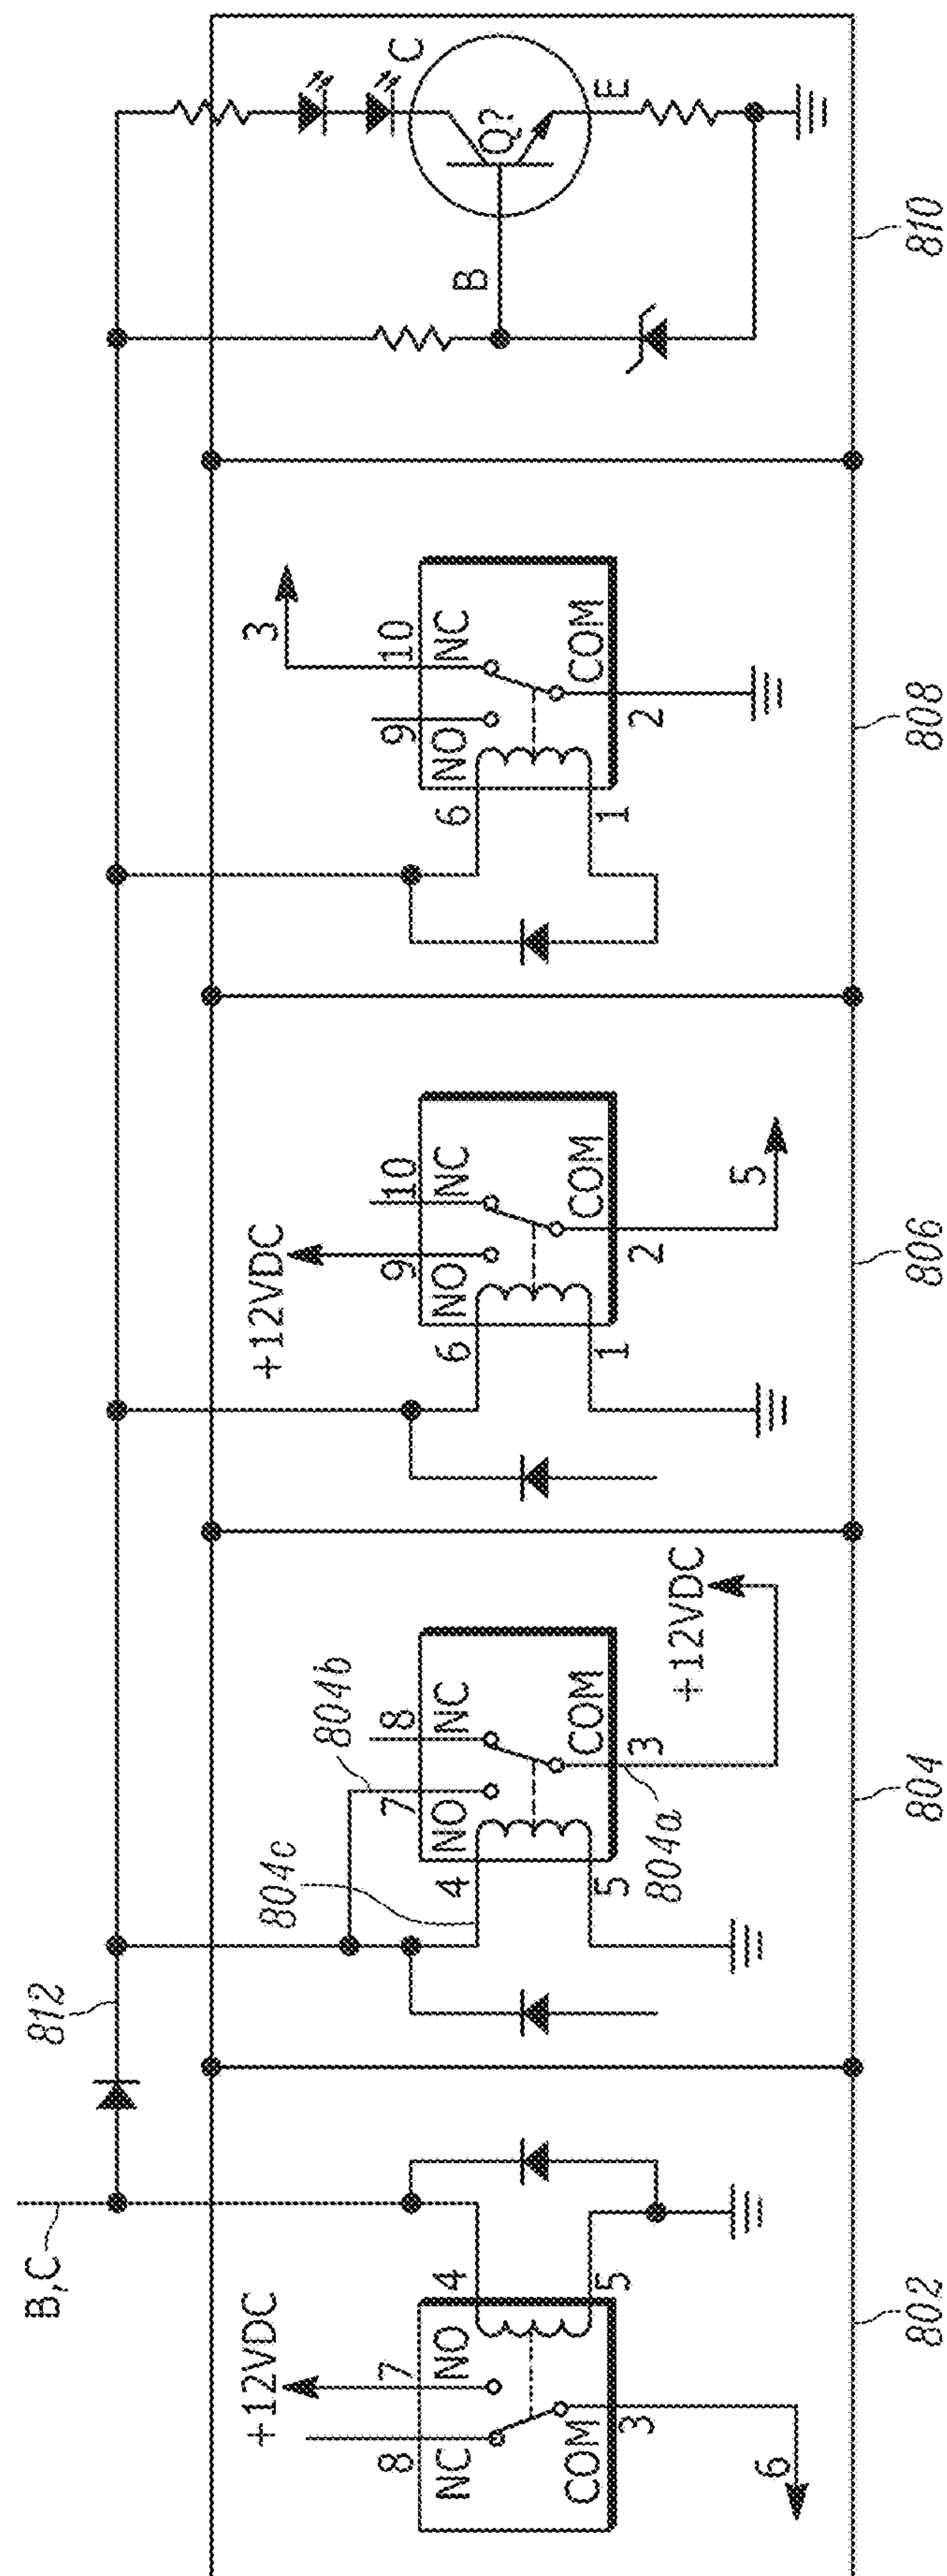 B,C
812
+12VDC
8
7
NC
NO
4
COM
3
5
6
802
804c
804b
4
7
8
NO
NC
5
COM
3
804a
+12VDC
804
+12VDC
6
9
10
NO
NC
1
COM
2
5
806
3
6
9
10
NO
NC
1
COM
2
808
B
C
Q?
E
810